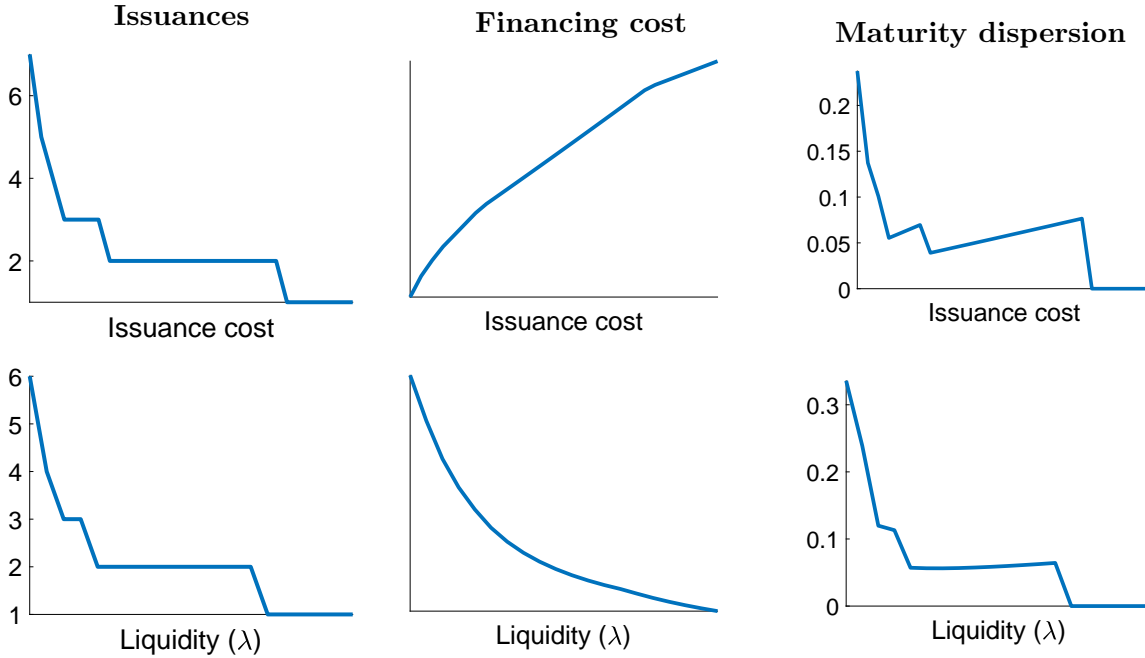 Issuances
Financing cost
Maturity dispersion
6
4
2
Issuance cost
Issuance cost
0.2
0.15
0.1
0.05
0
Issuance cost
6
5
4
3
2
1
Liquidity (λ)
Liquidity (λ)
0.3
0.2
0.1
0
Liquidity (λ)